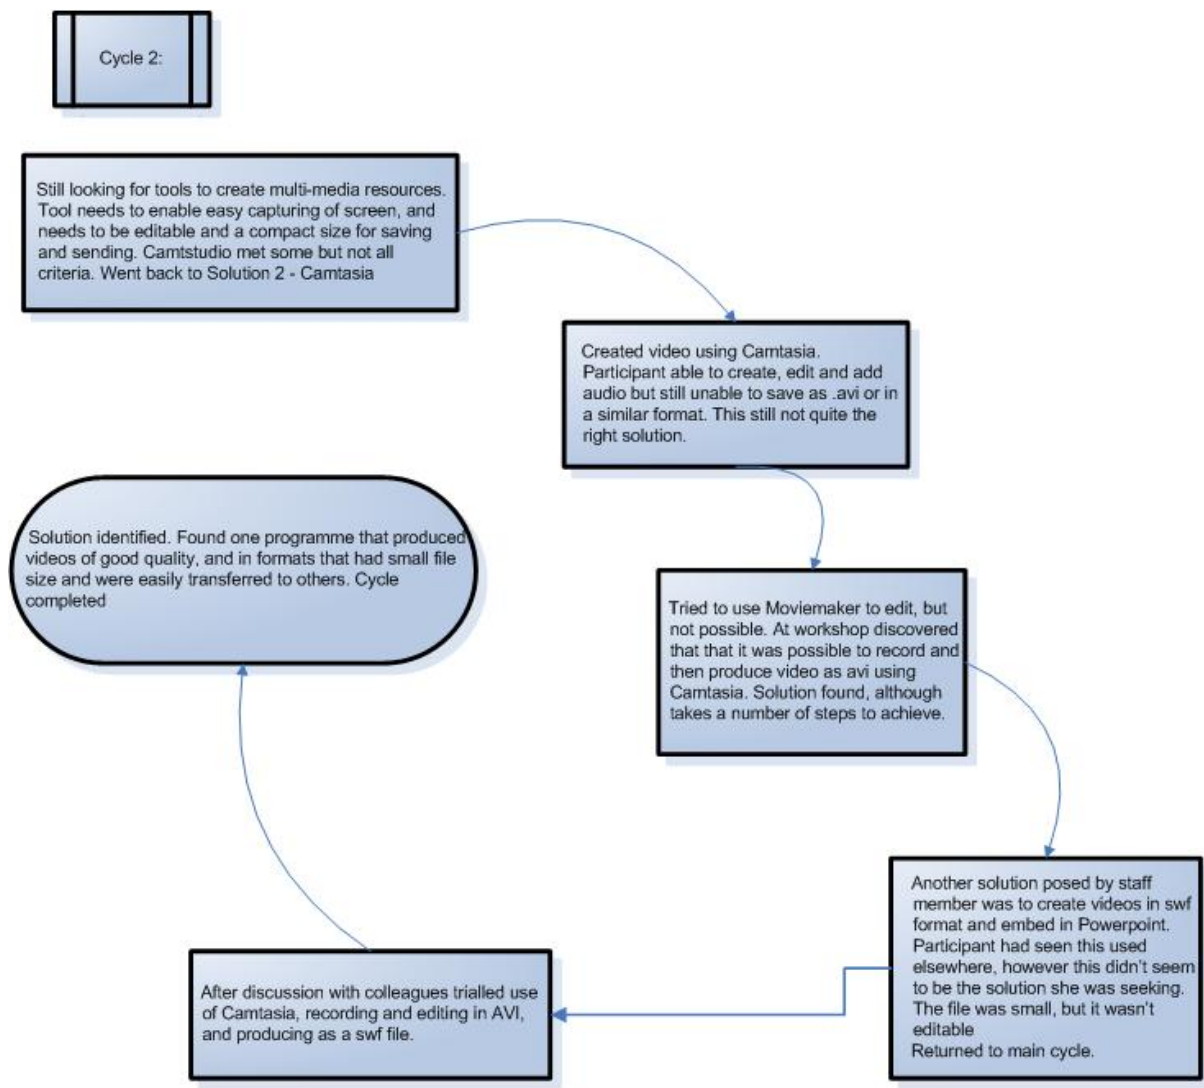 Cycle 2:
Still looking for tools to create multi-media resources.
Tool needs to enable easy capturing of screen, and
needs to be editable and a compact size for saving
and sending. Camtstudio met some but not all
criteria. Went back to Solution 2 - Camtasia
Created video using Camtasia.
Participant able to create, edit and add
audio but still unable to save as .avi or in
a similar format. This still not quite the
right solution.
Tried to use Moviemaker to edit, but
not possible. At workshop discovered
that that it was possible to record and
then produce video as avi using
Camtasia. Solution found, although
takes a number of steps to achieve.
Another solution posed by staff
member was to create videos in swf
format and embed in Powerpoint.
Participant had seen this used
elsewhere, however this didn't seem
to be the solution she was seeking.
The file was small, but it wasn't
editable
Returned to main cycle.
After discussion with colleagues trialled use
of Camtasia, recording and editing in AVI,
and producing as a swf file.
Solution identified. Found one programme that produced
videos of good quality, and in formats that had small file
size and were easily transferred to others. Cycle
completed